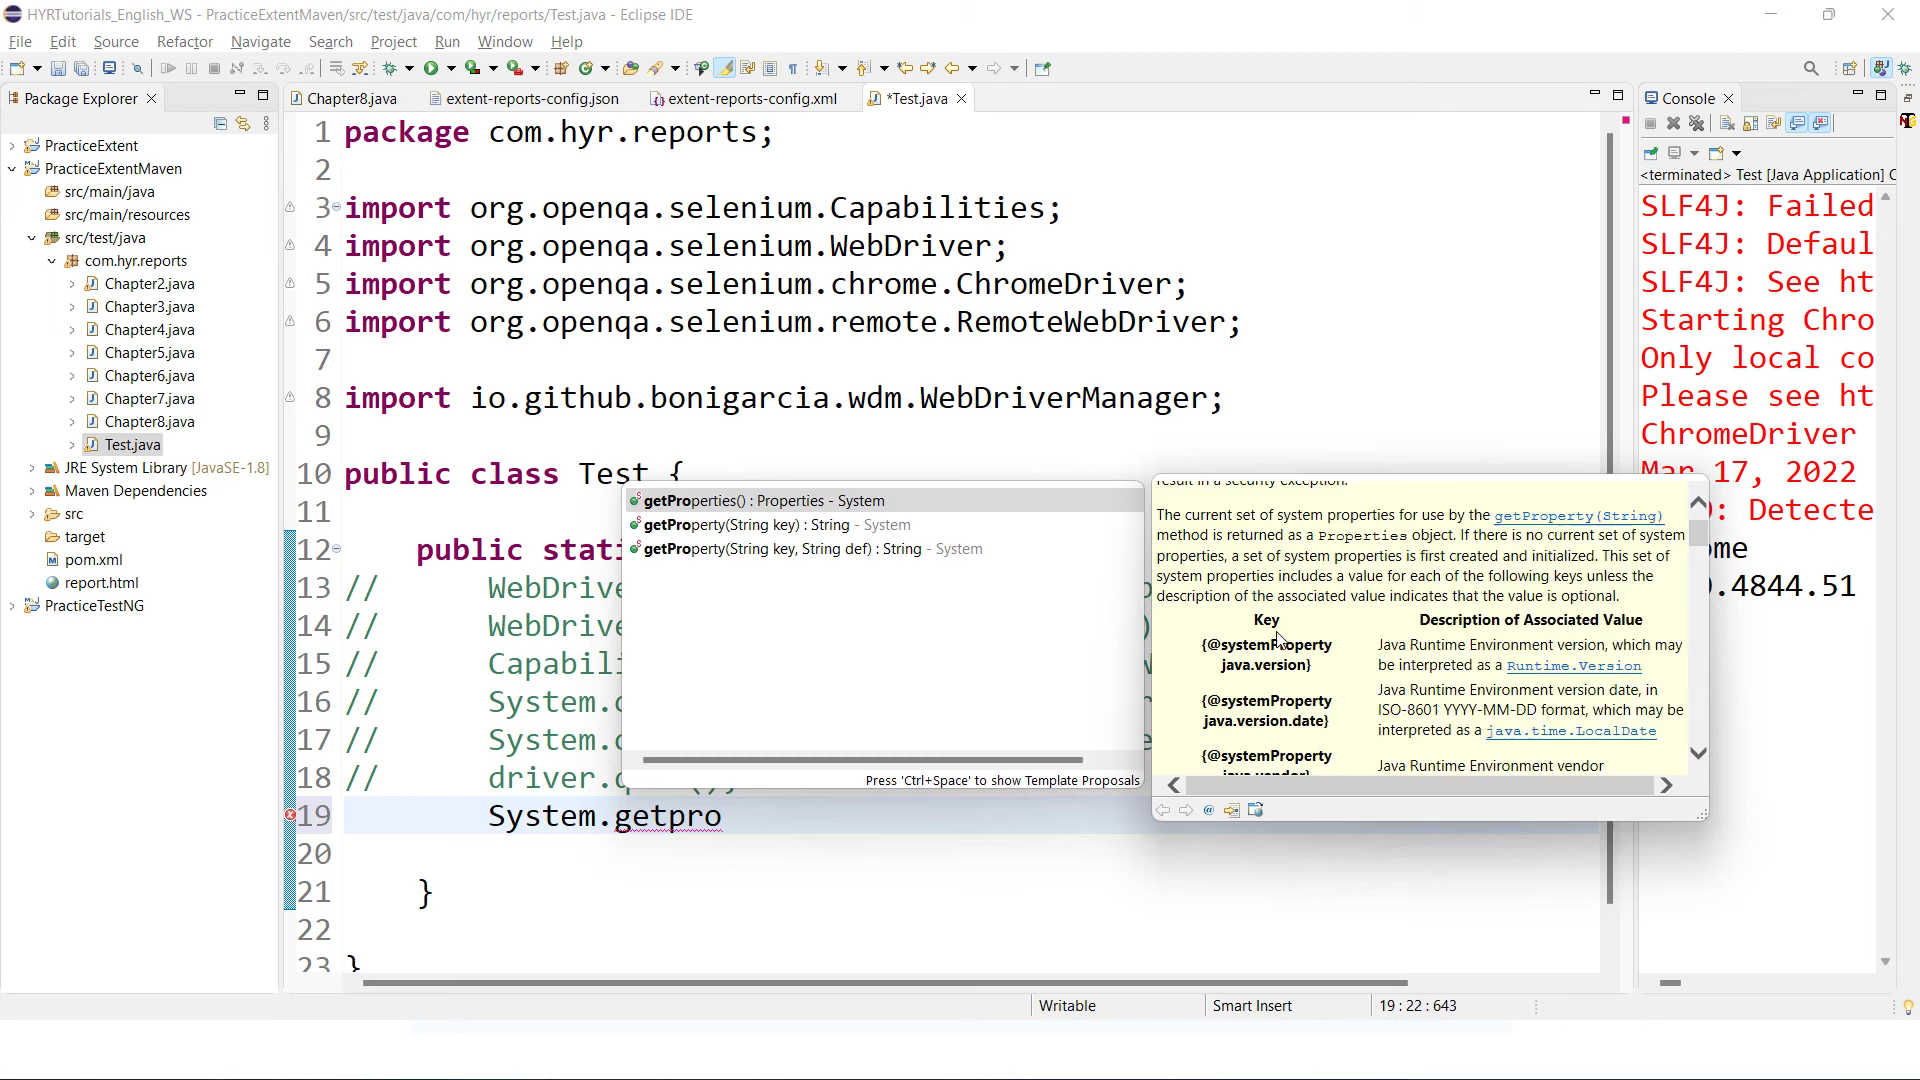 HYRTutorials_English_WS - PracticeExtentMaven/src/test/java/com/hyr/reports/Test.java - Eclipse IDE
File Edit Source Refactor Navigate Search Project Run Window Help
Package Explorer
PracticeExtent
PracticeExtentMaven
src/main/java
src/main/resources
src/test/java
com.hyr.reports
Chapter2.java
Chapter3.java
Chapter4.java
Chapter5.java
Chapter6.java
Chapter7.java
Chapter8.java
Test.java
JRE System Library [JavaSE-1.8]
Maven Dependencies
src
target
pom.xml
report.html
PracticeTestNG
Chapter8.java extent-reports-config.json extent-reports-config.xml *Test.java
1 package com.hyr.reports;
2
3 import org.openqa.selenium.Capabilities;
4 import org.openqa.selenium.WebDriver;
5 import org.openqa.selenium.chrome.ChromeDriver;
6 import org.openqa.selenium.remote.RemoteWebDriver;
7
8 import io.github.bonigarcia.wdm.WebDriverManager;
9
10 public class Test {
11
12 public stati
13 // WebDrive
14 // WebDrive
15 // Capabili
16 // System.o
17 // System.o
18 // driver.q
19 System.getpro
20
21 }
22
23 }
getProperties() : Properties - System
getProperty(String key) : String - System
getProperty(String key, String def) : String - System
Press 'Ctrl+Space' to show Template Proposals
result in a security exception.
The current set of system properties for use by the getProperty(String)
method is returned as a Properties object. If there is no current set of system
properties, a set of system properties is first created and initialized. This set of
system properties includes a value for each of the following keys unless the
description of the associated value indicates that the value is optional.
Key Description of Associated Value
{@systemProperty java.version} Java Runtime Environment version, which may
be interpreted as a Runtime.Version
{@systemProperty java.version.date} Java Runtime Environment version date, in
ISO-8601 YYYY-MM-DD format, which may be
interpreted as a java.time.LocalDate
{@systemProperty java.vendor} Java Runtime Environment vendor
Console
<terminated> Test [Java Application] C
SLF4J: Failed
SLF4J: Defaul
SLF4J: See ht
Starting Chro
Only local co
Please see ht
ChromeDriver
Mar 17, 2022
: Detecte
ome
.4844.51
Writable Smart Insert 19 : 22 : 643